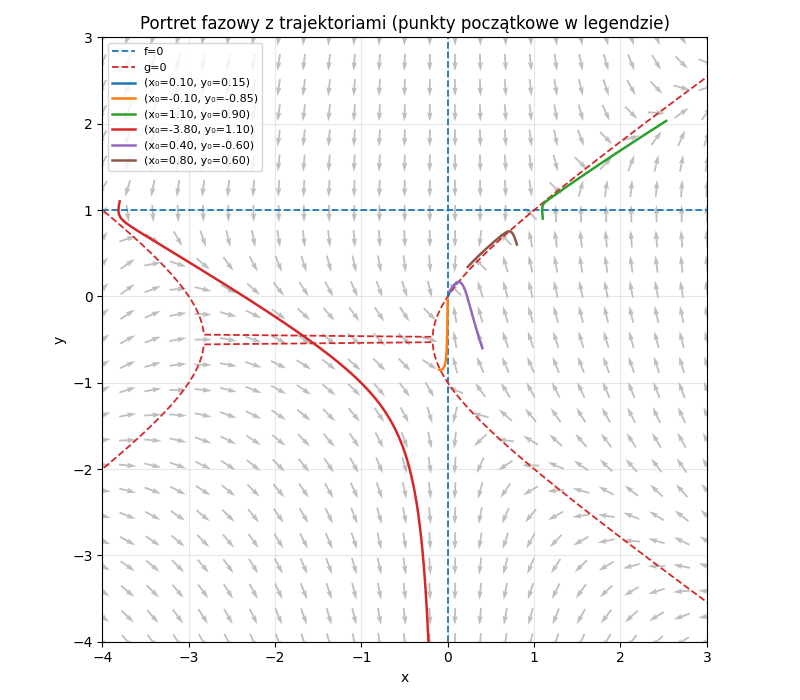 Portret fazowy z trajektoriami (punkty początkowe w legendzie)
f=0
g=0
(x₀=0.10, y₀=0.15)
(x₀=-0.10, y₀=-0.85)
(x₀=1.10, y₀=0.90)
(x₀=-3.80, y₀=1.10)
(x₀=0.40, y₀=-0.60)
(x₀=0.80, y₀=0.60)
3
2
1
0
−1
−2
−3
−4
y
−4 −3 −2 −1 0 1 2 3
x